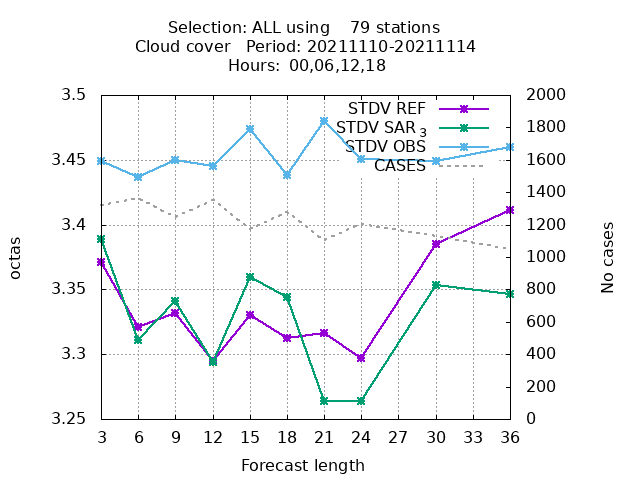 Selection: ALL using    79 stations
Cloud cover   Period: 20211110-20211114
Hours: 00,06,12,18
3.5
3.45
3.4
3.35
3.3
3.25
octas
STDV REF
STDV SAR 3
STDV OBS
CASES
2000
1800
1600
1400
1200
1000
800
600
400
200
0
No cases
3 6 9 12 15 18 21 24 27 30 33 36
Forecast length